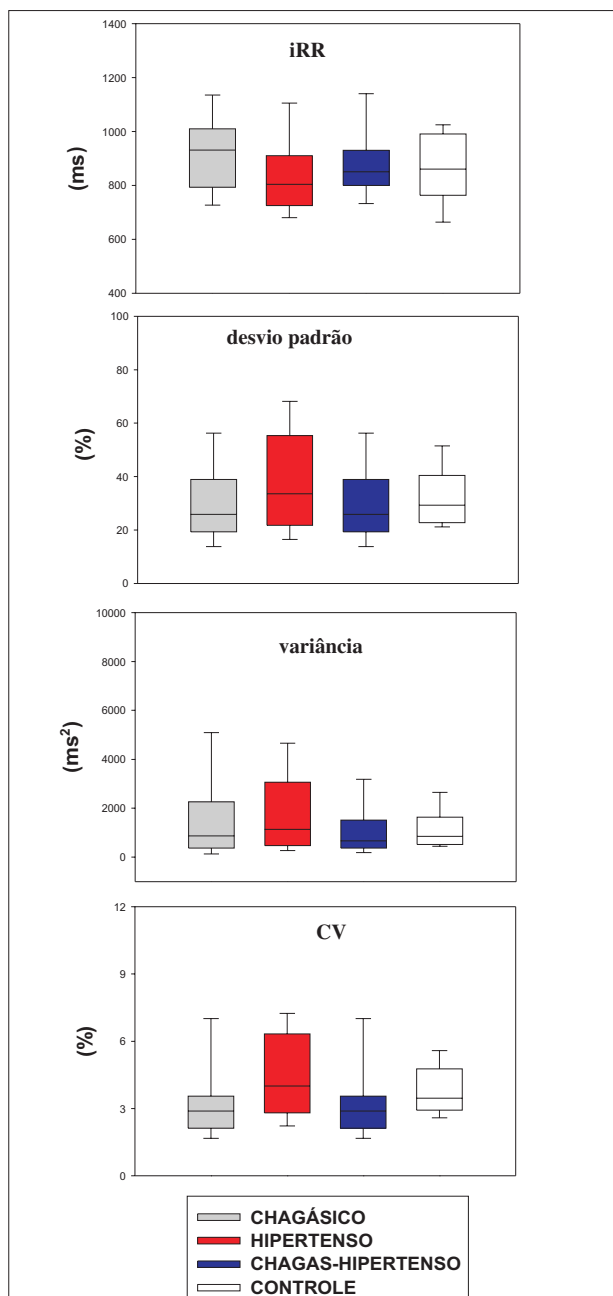 iRR
1400
1200
1000
800
600
400
(ms)
desvio padrão
100
80
60
40
20
0
(%)
variância
10000
8000
6000
4000
2000
0
(ms²)
CV
12
9
6
3
0
(%)
CHAGÁSICO
HIPERTENSO
CHAGAS-HIPERTENSO
CONTROLE